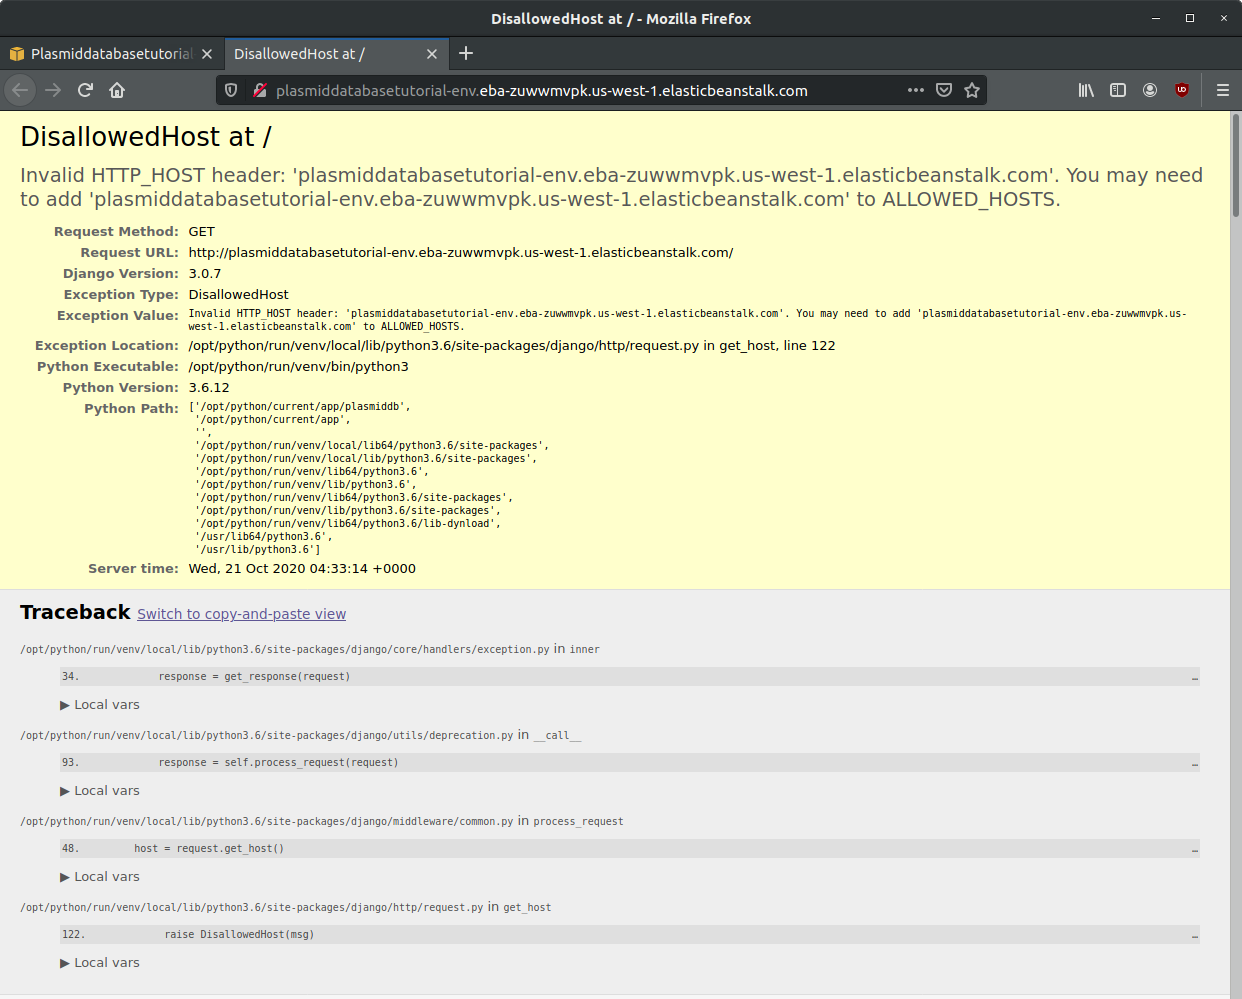 DisallowedHost at / - Mozilla Firefox
Plasmiddatabasetutorial
DisallowedHost at /
plasmiddatabasetutorial-env.eba-zuwwmvpk.us-west-1.elasticbeanstalk.com
DisallowedHost at /
Invalid HTTP_HOST header: 'plasmiddatabasetutorial-env.eba-zuwwmvpk.us-west-1.elasticbeanstalk.com'. You may need
to add 'plasmiddatabasetutorial-env.eba-zuwwmvpk.us-west-1.elasticbeanstalk.com' to ALLOWED_HOSTS.
Request Method: GET
Request URL: http://plasmiddatabasetutorial-env.eba-zuwwmvpk.us-west-1.elasticbeanstalk.com/
Django Version: 3.0.7
Exception Type: DisallowedHost
Exception Value: Invalid HTTP_HOST header: 'plasmiddatabasetutorial-env.eba-zuwwmvpk.us-west-1.elasticbeanstalk.com'. You may need to add 'plasmiddatabasetutorial-env.eba-zuwwmvpk.us-
west-1.elasticbeanstalk.com' to ALLOWED_HOSTS.
Exception Location: /opt/python/run/venv/local/lib/python3.6/site-packages/django/http/request.py in get_host, line 122
Python Executable: /opt/python/run/venv/bin/python3
Python Version: 3.6.12
Python Path: ['/opt/python/current/app/plasmiddb',
'/opt/python/current/app',
'',
'/opt/python/run/venv/local/lib64/python3.6/site-packages',
'/opt/python/run/venv/local/lib/python3.6/site-packages',
'/opt/python/run/venv/lib64/python3.6',
'/opt/python/run/venv/lib/python3.6',
'/opt/python/run/venv/lib64/python3.6/site-packages',
'/opt/python/run/venv/lib/python3.6/site-packages',
'/opt/python/run/venv/lib64/python3.6/lib-dynload',
'/usr/lib64/python3.6',
'/usr/lib/python3.6']
Server time: Wed, 21 Oct 2020 04:33:14 +0000
Traceback Switch to copy-and-paste view
/opt/python/run/venv/local/lib/python3.6/site-packages/django/core/handlers/exception.py in inner
34. response = get_response(request) …
▶ Local vars
/opt/python/run/venv/local/lib/python3.6/site-packages/django/utils/deprecation.py in __call__
93. response = self.process_request(request) …
▶ Local vars
/opt/python/run/venv/local/lib/python3.6/site-packages/django/middleware/common.py in process_request
48. host = request.get_host() …
▶ Local vars
/opt/python/run/venv/local/lib/python3.6/site-packages/django/http/request.py in get_host
122. raise DisallowedHost(msg) …
▶ Local vars